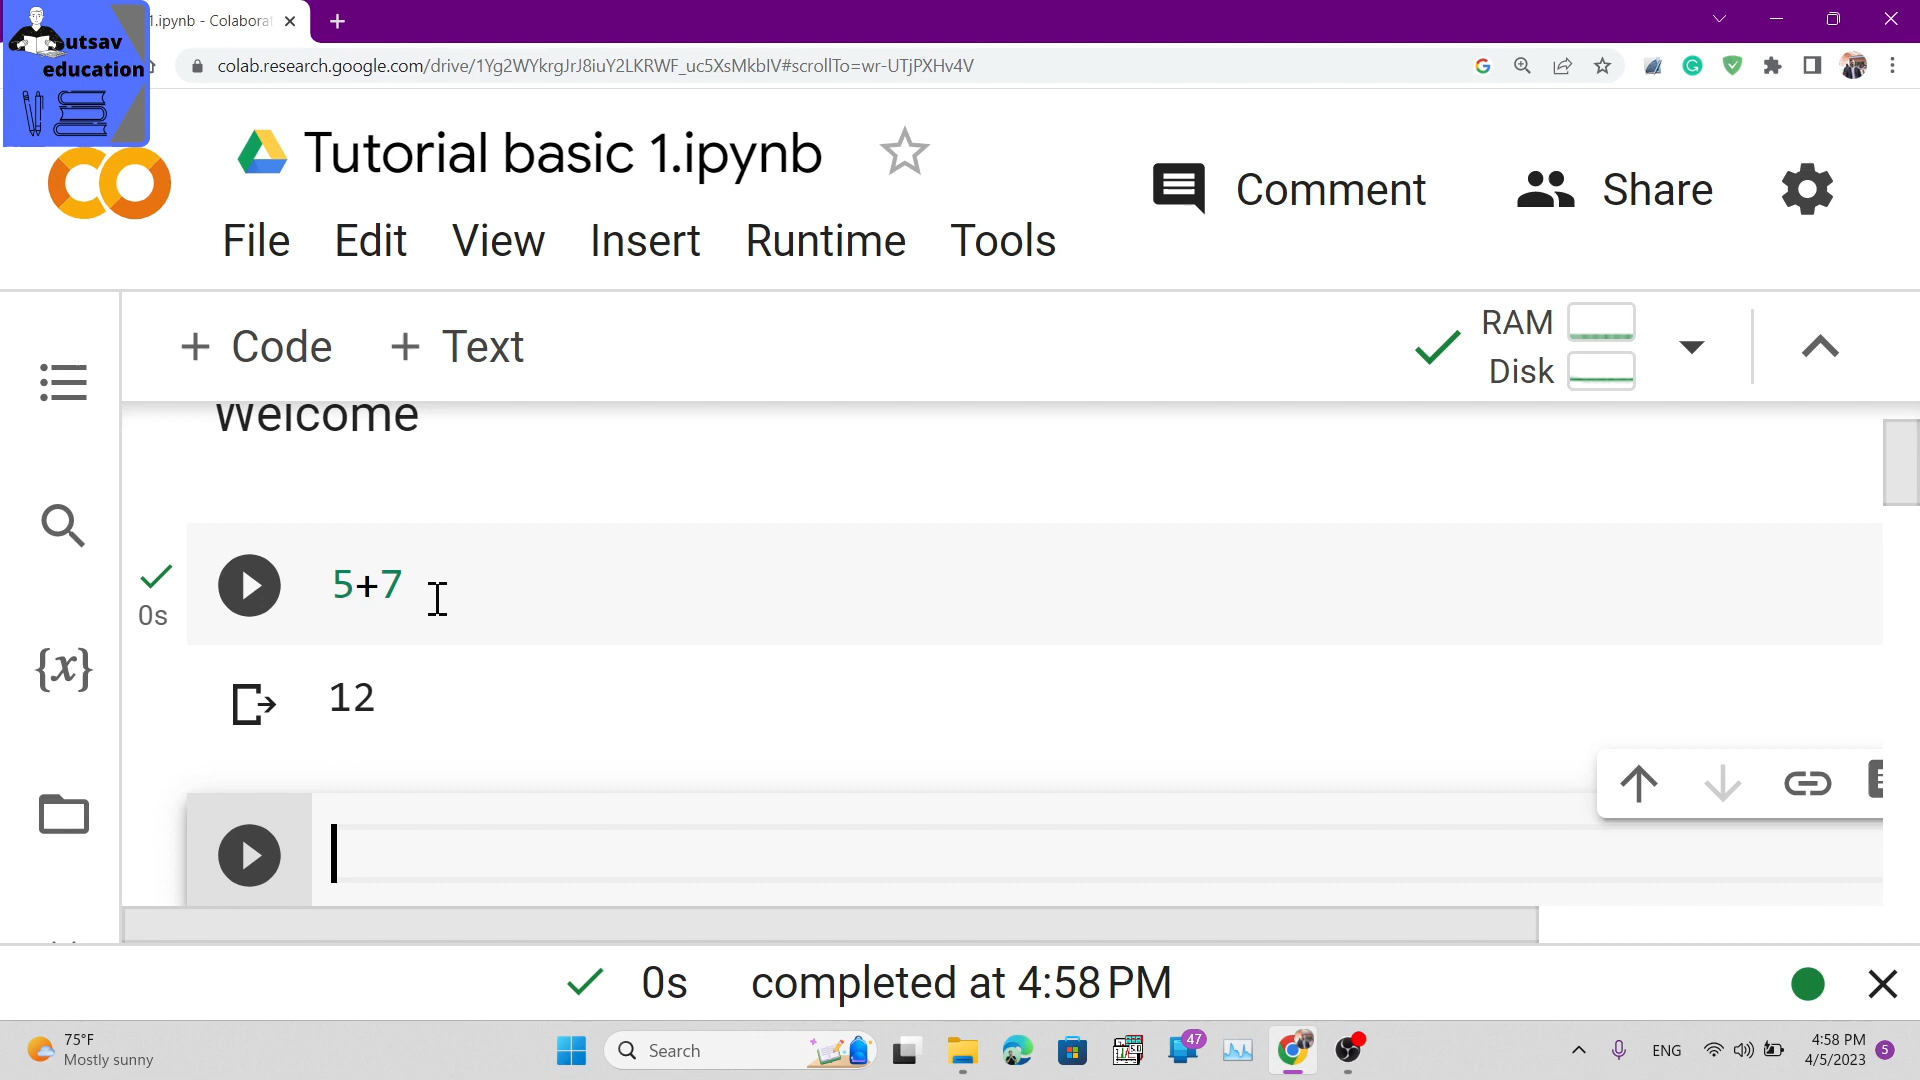 1.ipynb - Colabora
utsav
education
colab.research.google.com/drive/1Yg2WYkrgJrJ8iuY2LKRWF_uc5XsMkbIV#scrollTo=wr-UTjPXHv4V
Tutorial basic 1.ipynb
Comment
Share
File Edit View Insert Runtime Tools
+ Code + Text
RAM
Disk
Welcome
5+7
0s
{x}
12
0s completed at 4:58 PM
75°F
Mostly sunny
Search
47
ENG
4:58 PM
4/5/2023
5